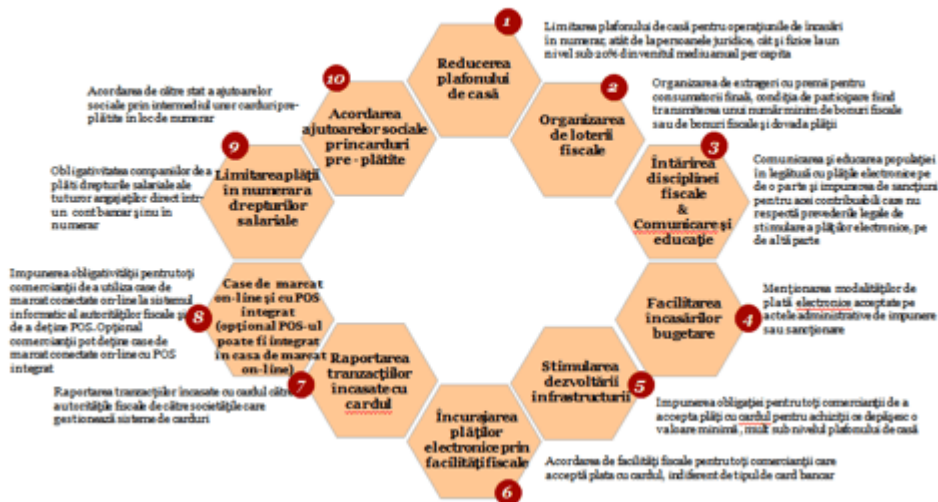 1
Reducerea
plafonului
de casă
Limitarea plafonului de casă pentru operațiunile de încasări
în numerar, atât de la persoanele juridice, cât și fizice la un
nivel sub 20% din venitul mediu anual per capita
2
Organizarea
de loterii
fiscale
Organizarea de extrageri cu premii pentru
consumatorii finali, condiția de participare fiind
transmiterea unui număr minim de bonuri fiscale
sau de bonuri fiscale și dovada plății
3
Întărirea
disciplinei
fiscale
&
Comunicare și
educație
Comunicarea și educarea populației
în legătură cu plățile electronice pe
de o parte și impunerea de sancțiuni
pentru acei contribuabili care nu
respectă prevederile legale de
stimulare a plăților electronice, pe
de altă parte
4
Facilitarea
încasărilor
bugetare
Menționarea modalităților de
plată electronice acceptate pe
actele administrative de impunere
sau sancționare
5
Stimularea
dezvoltării
infrastructurii
Impunerea obligației pentru toți comercianții de a
accepta plăți cu cardul pentru achiziții ce depășesc o
valoare minimă, mult sub nivelul plafonului de casă
6
Încurajarea
plăților
electronice prin
facilități fiscale
Acordarea de facilități fiscale pentru toți comercianții care
acceptă plata cu cardul, indiferent de tipul de card bancar
7
Raportarea
tranzacțiilor
încasate cu
cardul
Raportarea tranzacțiilor încasate cu cardul către
autoritățile fiscale de către societățile care
gestionează sisteme de carduri
8
Case de marcat
on-line și cu POS
integrat
(opțional POS-ul
poate fi integrat
în casa de marcat
on-line)
Impunerea obligativității pentru toți
comercianții de a utiliza case de
marcat conectate on-line la sistemul
informatic al autorităților fiscale și
de a deține POS. Opțional
comercianții pot deține case de
marcat conectate on-line cu POS
integrat
9
Limitarea plății
în numerar a
drepturilor
salariale
Obligativitatea companiilor de a
plăti drepturile salariale ale
tuturor angajaților direct într-
un cont bancar și nu în
numerar
10
Acordarea
ajutoarelor sociale
prin carduri
pre - plătite
Acordarea de către stat a ajutoarelor
sociale prin intermediul unor carduri pre-
plătite în loc de numerar